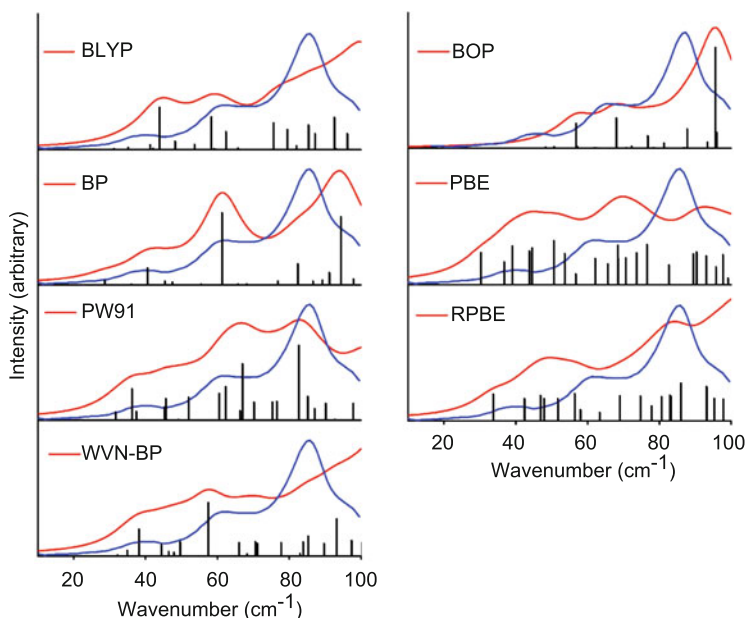 BLYP
BP
PW91
WVN-BP
Intensity (arbitrary)
20 40 60 80 100
Wavenumber (cm-1)
BOP
PBE
RPBE
20 40 60 80 100
Wavenumber (cm-1)